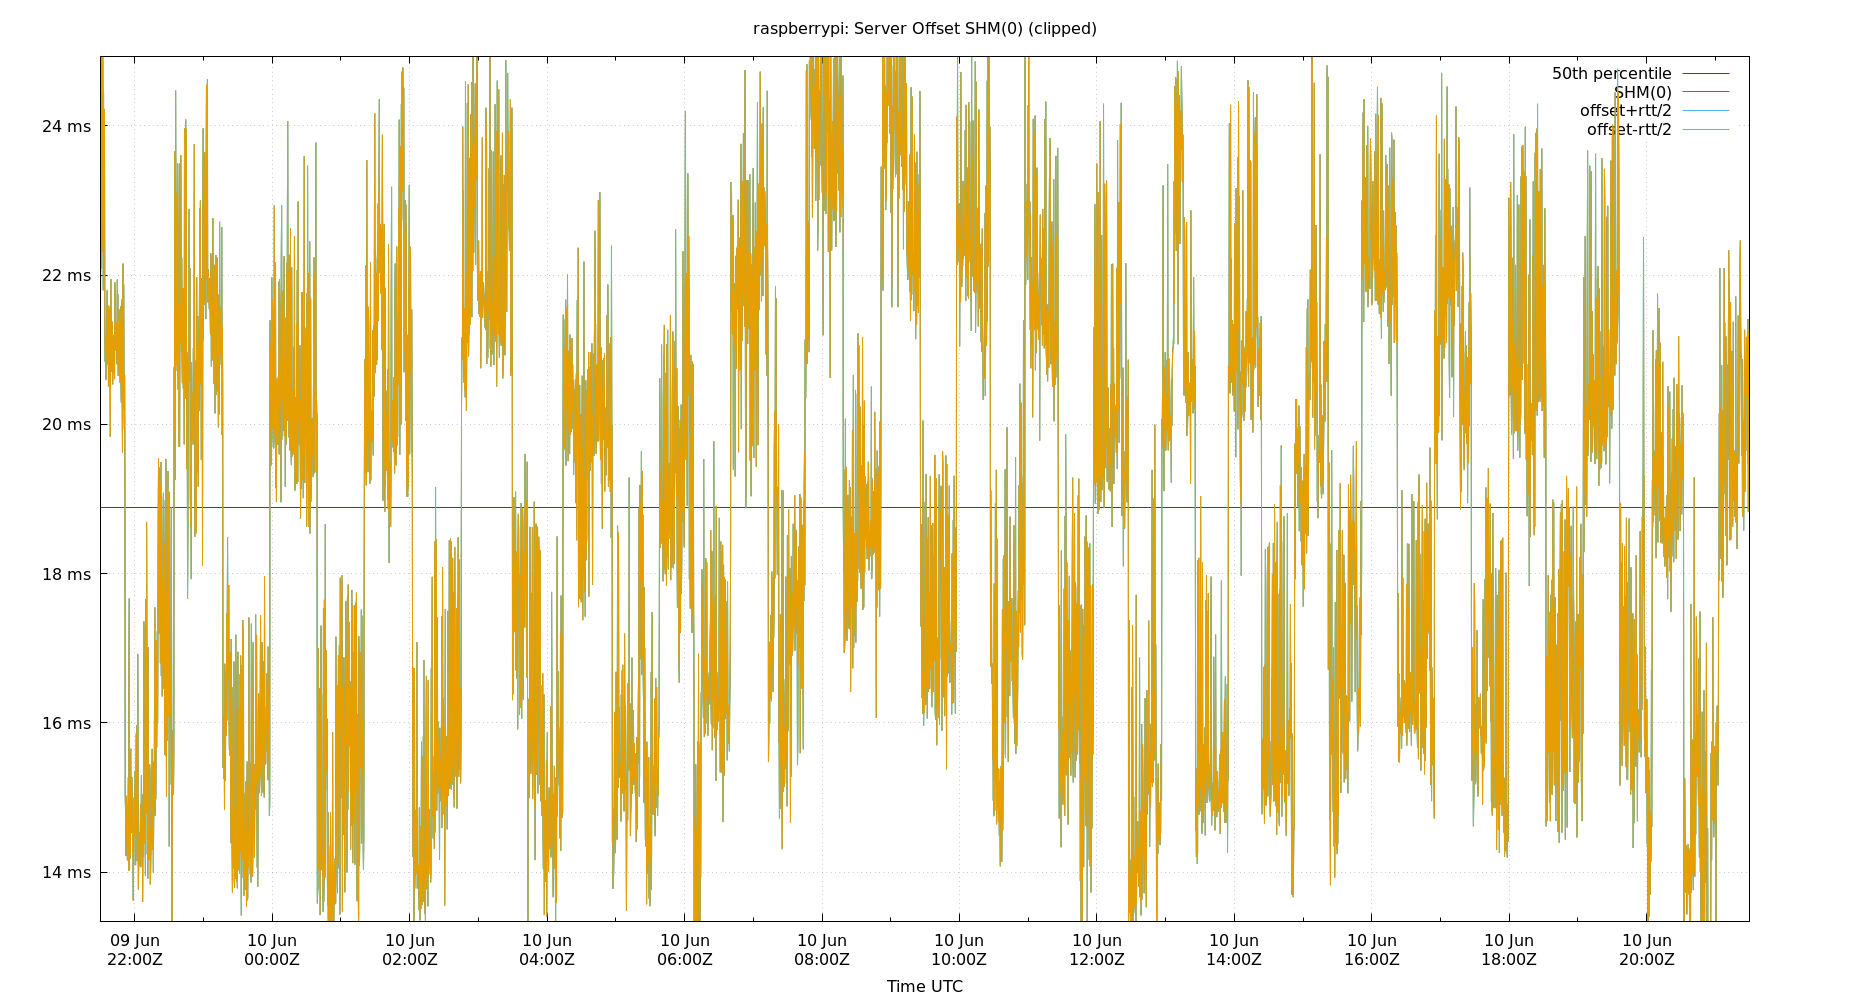 raspberrypi: Server Offset SHM(0) (clipped)
50th percentile
SHM(0)
offset+rtt/2
offset-rtt/2
24 ms
22 ms
20 ms
18 ms
16 ms
14 ms
09 Jun 10 Jun 10 Jun 10 Jun 10 Jun 10 Jun 10 Jun 10 Jun 10 Jun 10 Jun 10 Jun 10 Jun
22:00Z 00:00Z 02:00Z 04:00Z 06:00Z 08:00Z 10:00Z 12:00Z 14:00Z 16:00Z 18:00Z 20:00Z
Time UTC